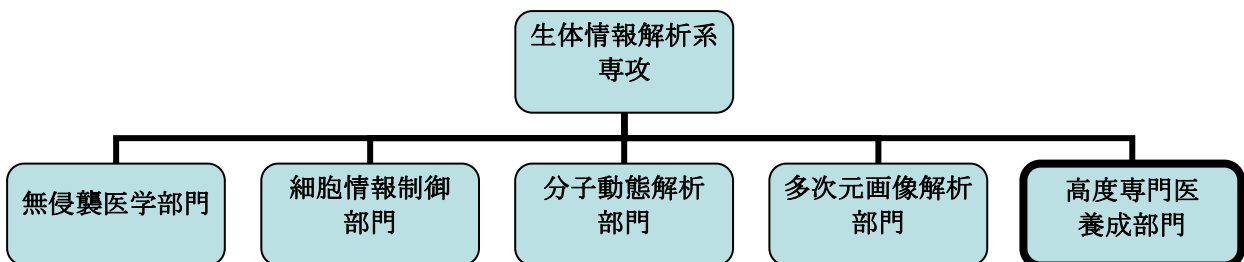 生体情報解析系
専攻
無侵襲医学部門
細胞情報制御
部門
分子動態解析
部門
多次元画像解析
部門
高度専門医
養成部門